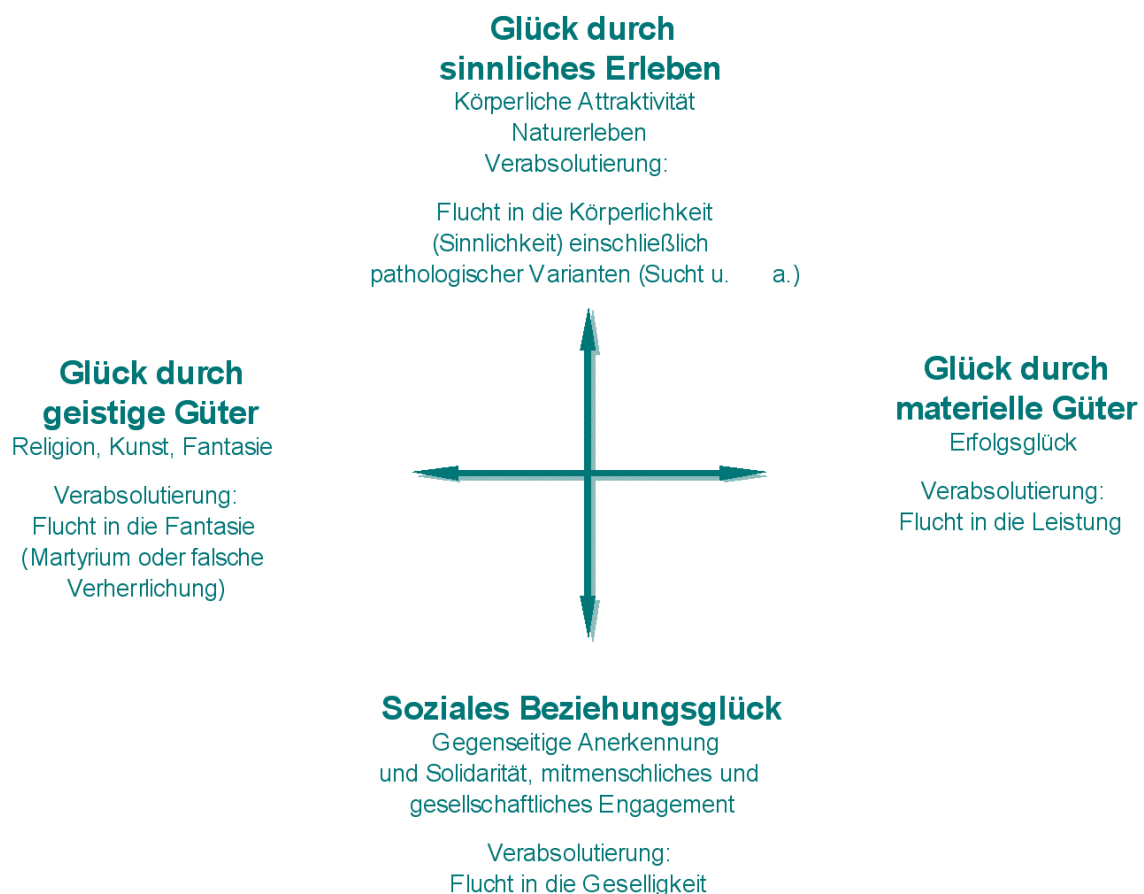 Glück durch
sinnliches Erleben
Körperliche Attraktivität
Naturerleben
Verabsolutierung:
Flucht in die Körperlichkeit
(Sinnlichkeit) einschließlich
pathologischer Varianten (Sucht u. a.)
Glück durch
geistige Güter
Religion, Kunst, Fantasie
Verabsolutierung:
Flucht in die Fantasie
(Martyrium oder falsche
Verherrlichung)
Glück durch
materielle Güter
Erfolgsglück
Verabsolutierung:
Flucht in die Leistung
Soziales Beziehungsglück
Gegenseitige Anerkennung
und Solidarität, mitmenschliches und
gesellschaftliches Engagement
Verabsolutierung:
Flucht in die Geselligkeit